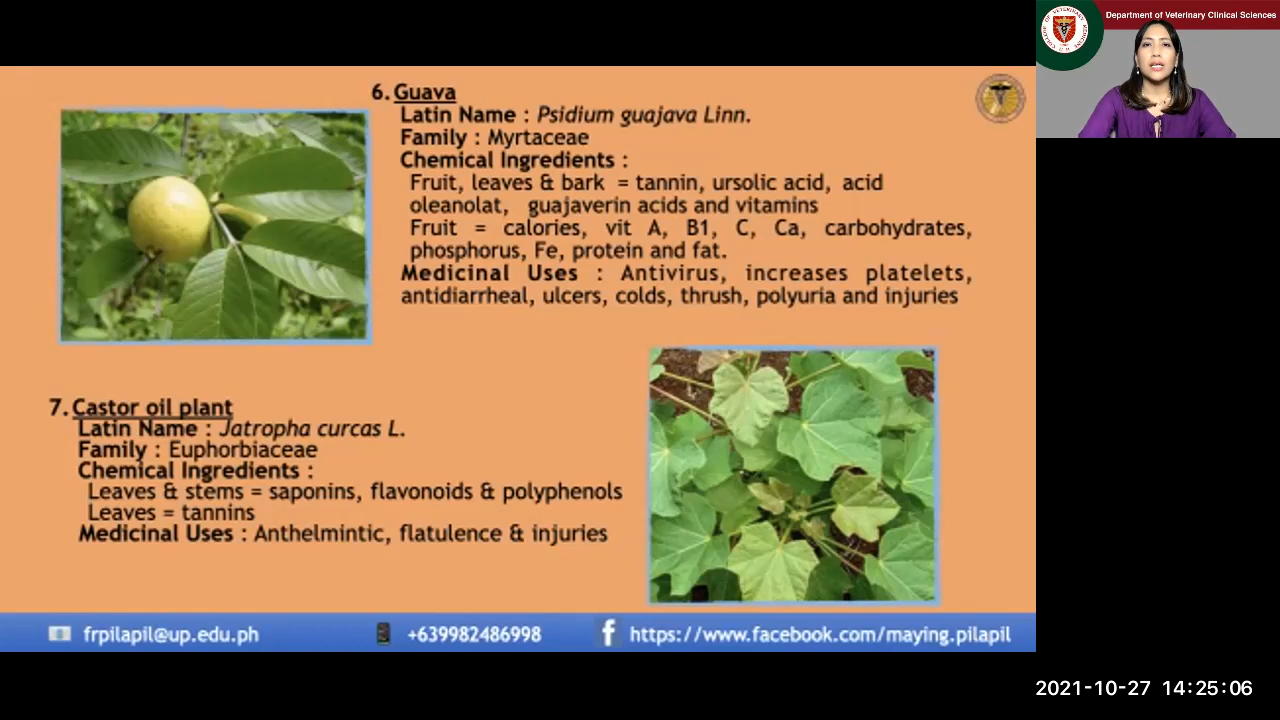 Department of Veterinary Clinical Sciences
6. Guava
Latin Name : Psidium guajava Linn.
Family : Myrtaceae
Chemical Ingredients :
Fruit, leaves & bark = tannin, ursolic acid, acid
oleanolat, guajaverin acids and vitamins
Fruit = calories, vit A, B1, C, Ca, carbohydrates,
phosphorus, Fe, protein and fat.
Medicinal Uses : Antivirus, increases platelets,
antidiarrheal, ulcers, colds, thrush, polyuria and injuries
7. Castor oil plant
Latin Name : Jatropha curcas L.
Family : Euphorbiaceae
Chemical Ingredients :
Leaves & stems = saponins, flavonoids & polyphenols
Leaves = tannins
Medicinal Uses : Anthelmintic, flatulence & injuries
frpilapil@up.edu.ph
+639982486998
https://www.facebook.com/maying.pilapil
2021-10-27 14:25:06